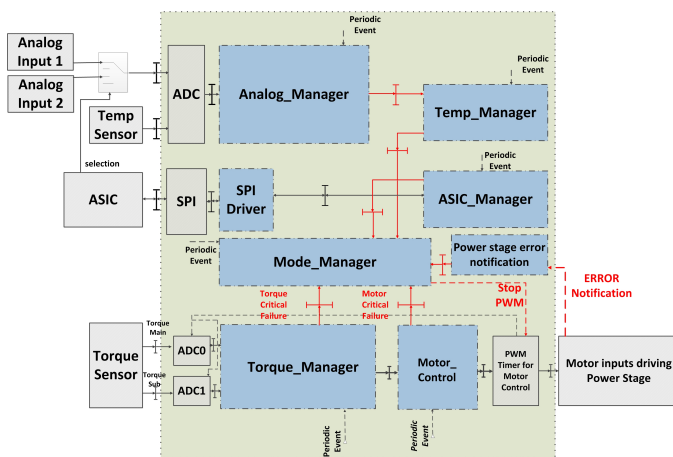 Periodic
Event
Analog
Input 1
Analog
Input 2
ADC
Analog_Manager
Periodic
Event
Temp_Manager
Temp
Sensor
selection
Periodic
Event
ASIC
SPI
SPI
Driver
ASIC_Manager
Periodic
Event
Mode_Manager
Power stage error
notification
Stop
PWM
ERROR
Notification
Torque
Critical
Failure
Motor
Critical
Failure
Torque
Main
Torque
Sensor
Torque
Sub
ADC0
ADC1
Torque_Manager
Motor_
Control
PWM
Timer for
Motor
Control
Motor inputs driving
Power Stage
Periodic
Event
Periodic
Event